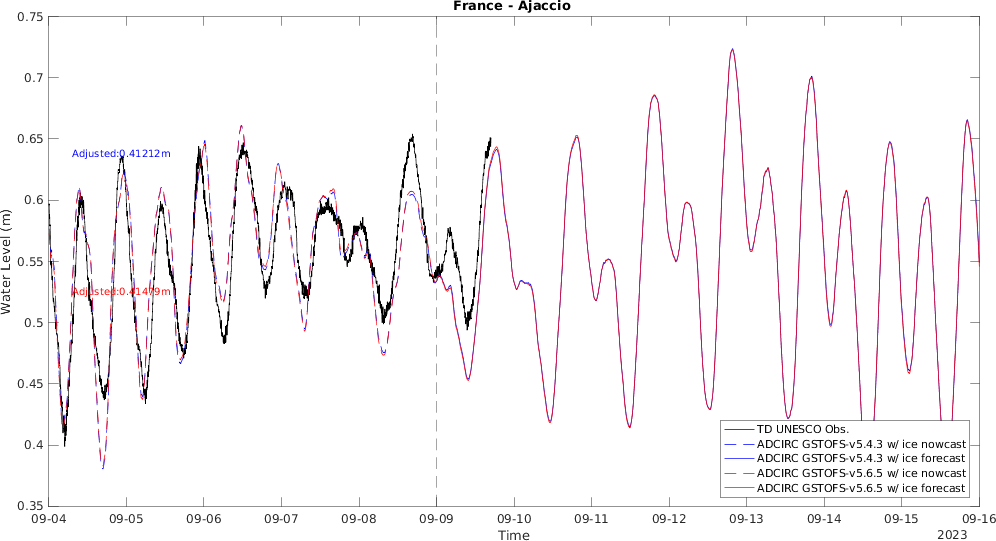 France - Ajaccio
0.75
0.7
0.65
0.6
0.55
0.5
0.45
0.4
0.35
Water Level (m)
Adjusted:0.41212m
Adjusted:0.41479m
TD UNESCO Obs.
ADCIRC GSTOFS-v5.4.3 w/ ice nowcast
ADCIRC GSTOFS-v5.4.3 w/ ice forecast
ADCIRC GSTOFS-v5.6.5 w/ ice nowcast
ADCIRC GSTOFS-v5.6.5 w/ ice forecast
09-04 09-05 09-06 09-07 09-08 09-09 09-10 09-11 09-12 09-13 09-14 09-15 09-16
Time
2023